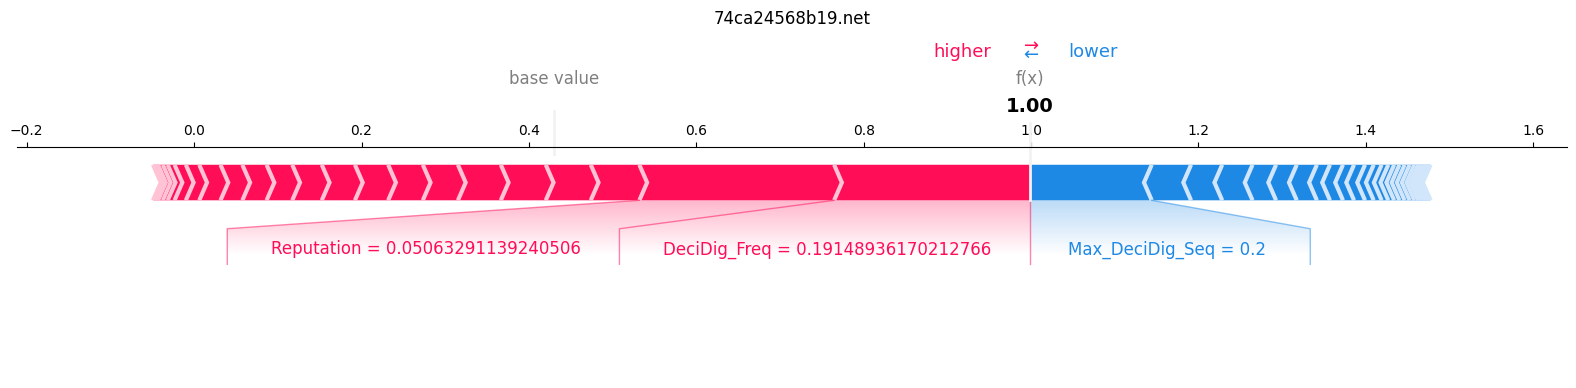 74ca24568b19.net
higher ⇄ lower
base value f(x)
1.00
−0.2 0.0 0.2 0.4 0.6 0.8 1.0 1.2 1.4 1.6
Reputation = 0.05063291139240506 DeciDig_Freq = 0.19148936170212766 Max_DeciDig_Seq = 0.2